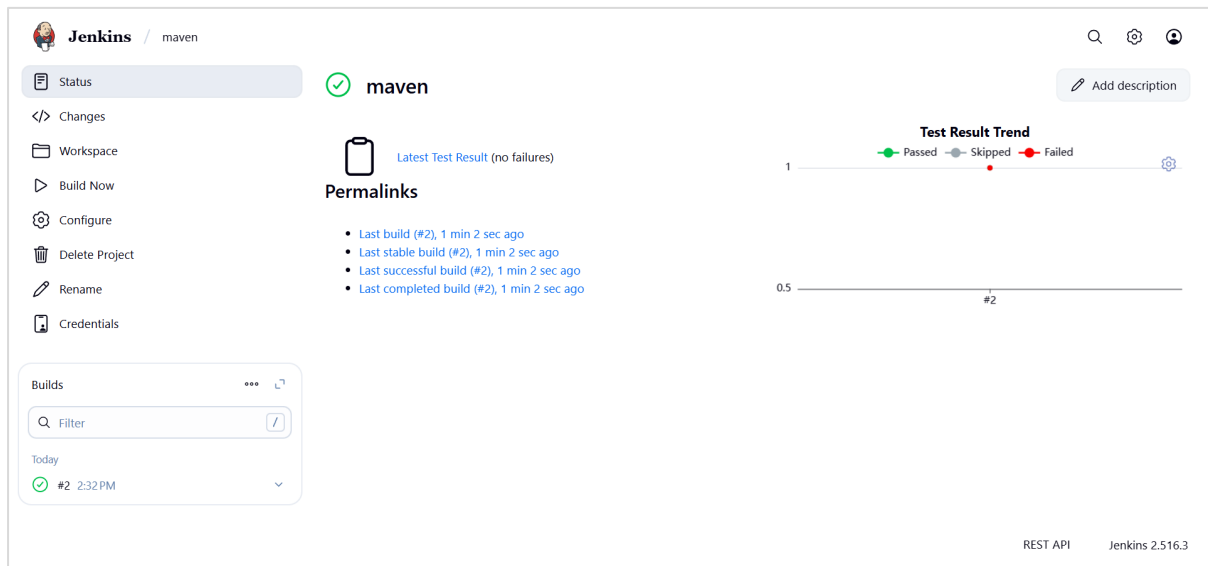 Jenkins / maven
Status
Changes
Workspace
Build Now
Configure
Delete Project
Rename
Credentials
Builds
Filter /
Today
#2 2:32 PM
maven
Add description
Latest Test Result (no failures)
Permalinks
Last build (#2), 1 min 2 sec ago
Last stable build (#2), 1 min 2 sec ago
Last successful build (#2), 1 min 2 sec ago
Last completed build (#2), 1 min 2 sec ago
Test Result Trend
Passed Skipped Failed
1
0.5
#2
REST API Jenkins 2.516.3